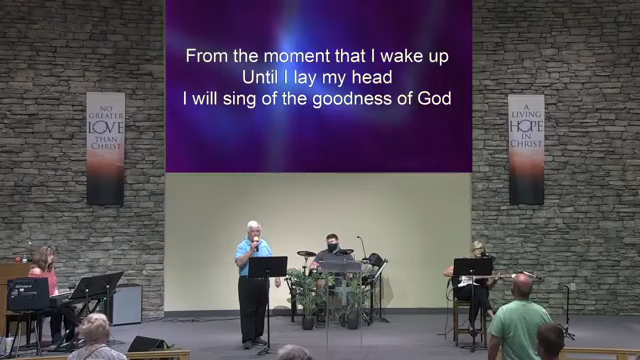 From the moment that I wake up
Until I lay my head
I will sing of the goodness of God
NO
GREATER
LOVE
THAN
CHRIST
A
LIVING
HOPE
IN
CHRIST